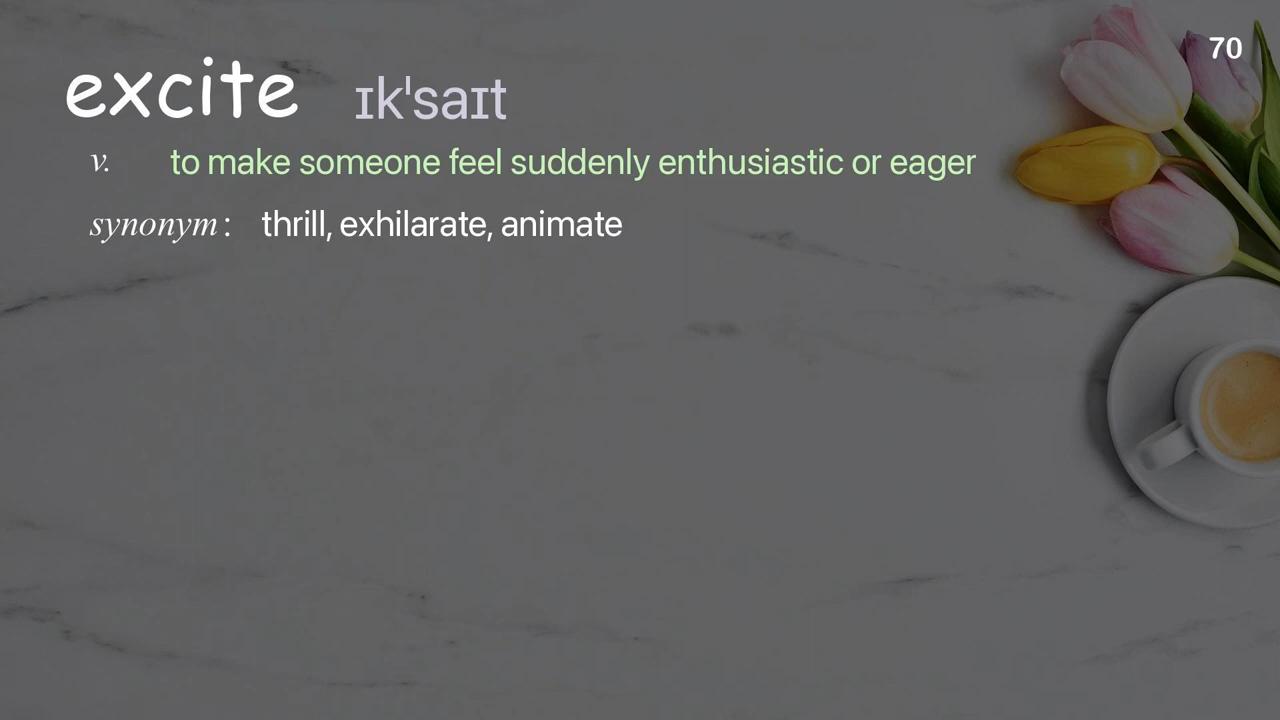 70
excite ɪkˈsaɪt
v. to make someone feel suddenly enthusiastic or eager
synonym : thrill, exhilarate, animate